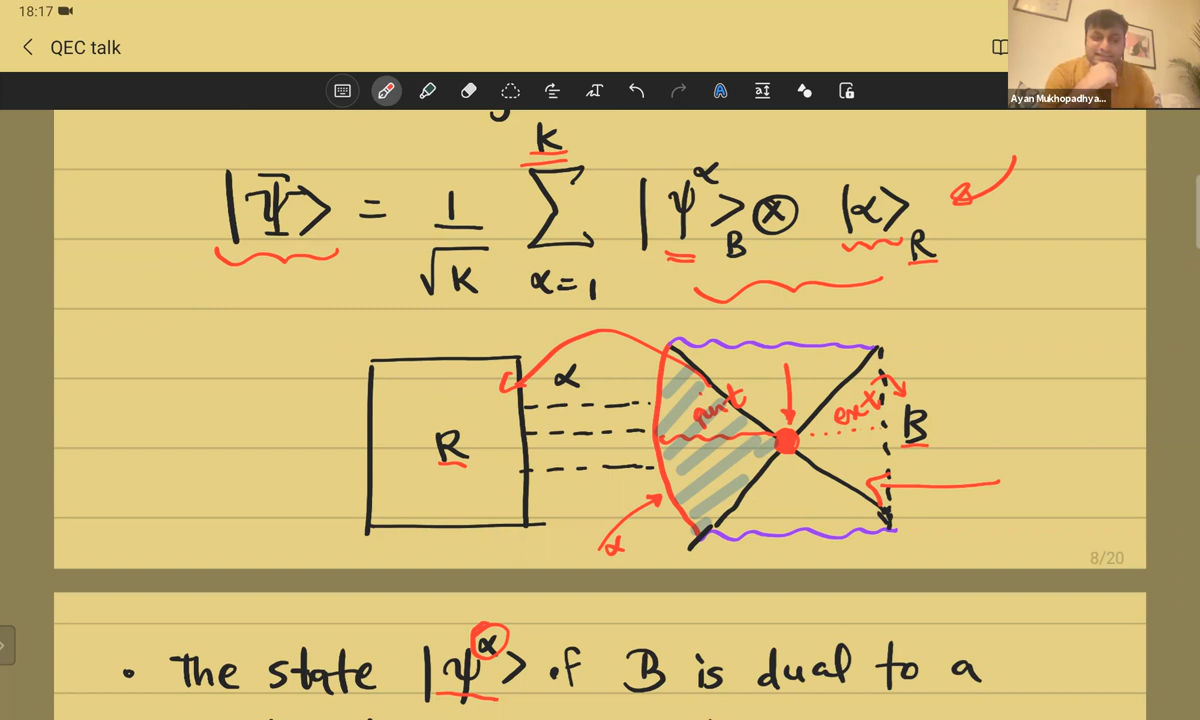 18:17
QEC talk
Ayan Mukhopadhya...
|Ψ⟩ = 1/√K ∑ K α=1 |ψ^α⟩_B ⊗ |α⟩_R
α
R
int
ext
B
α
8/20
• The state |ψ^α⟩ of B is dual to a